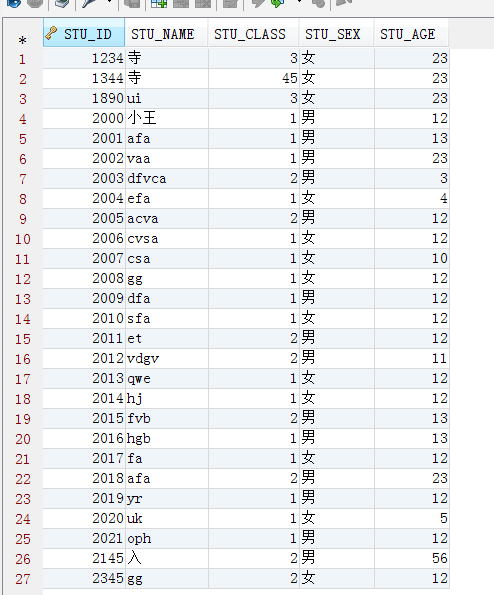 * STU_ID STU_NAME STU_CLASS STU_SEX STU_AGE
1 1234 寺 3 女 23
2 1344 寺 45 女 23
3 1890 ui 3 女 23
4 2000 小王 1 男 12
5 2001 afa 1 男 13
6 2002 vaa 1 男 23
7 2003 dfvca 2 男 3
8 2004 efa 1 女 4
9 2005 acva 2 男 12
10 2006 cvsa 1 女 12
11 2007 csa 1 女 10
12 2008 gg 1 女 12
13 2009 dfa 1 男 12
14 2010 sfa 1 女 12
15 2011 et 2 男 12
16 2012 vdgv 2 男 11
17 2013 qwe 1 女 12
18 2014 hj 1 女 12
19 2015 fvb 2 男 13
20 2016 hgb 1 男 13
21 2017 fa 1 女 12
22 2018 afa 2 男 23
23 2019 yr 1 男 12
24 2020 uk 1 女 5
25 2021 oph 1 男 12
26 2145 入 2 男 56
27 2345 gg 2 女 12